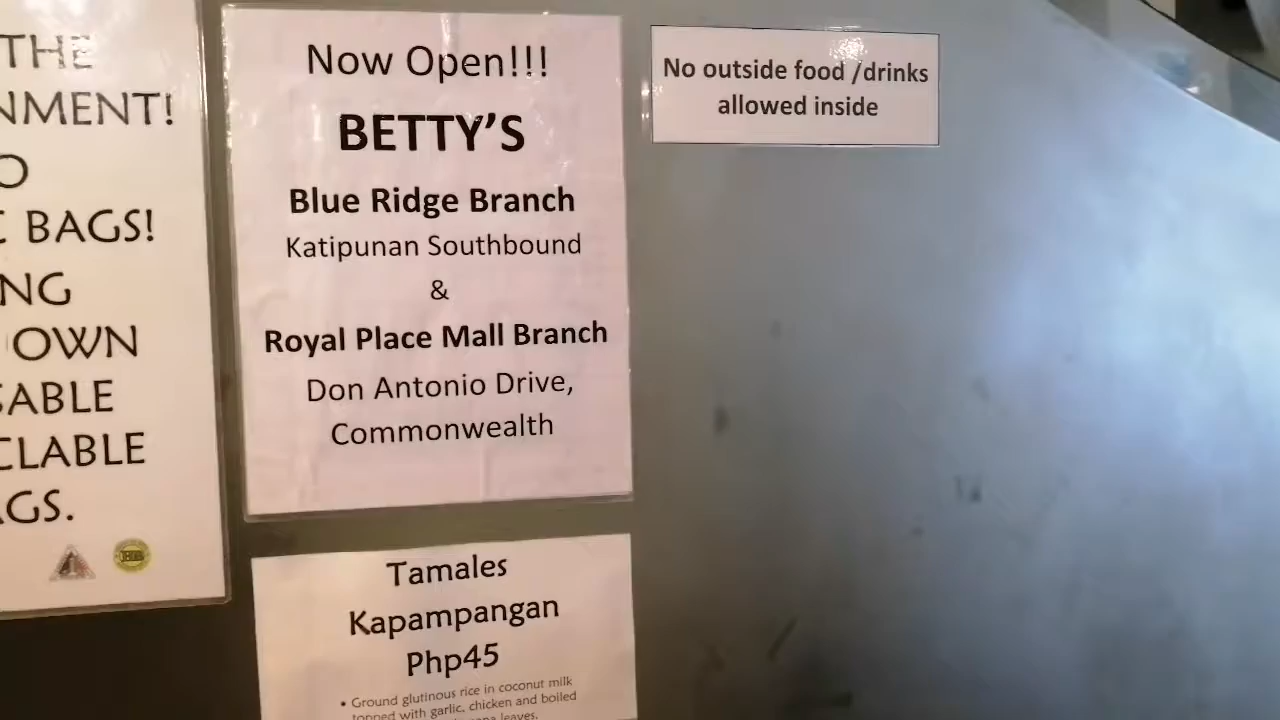 THE
NMENT!
O
BAGS!
NG
OWN
SABLE
CLABLE
GS.
Now Open!!!
BETTY'S
Blue Ridge Branch
Katipunan Southbound
&
Royal Place Mall Branch
Don Antonio Drive,
Commonwealth
No outside food /drinks
allowed inside
Tamales
Kapampangan
Php45
• Ground glutinous rice in coconut milk
topped with garlic, chicken and boiled
leaves.